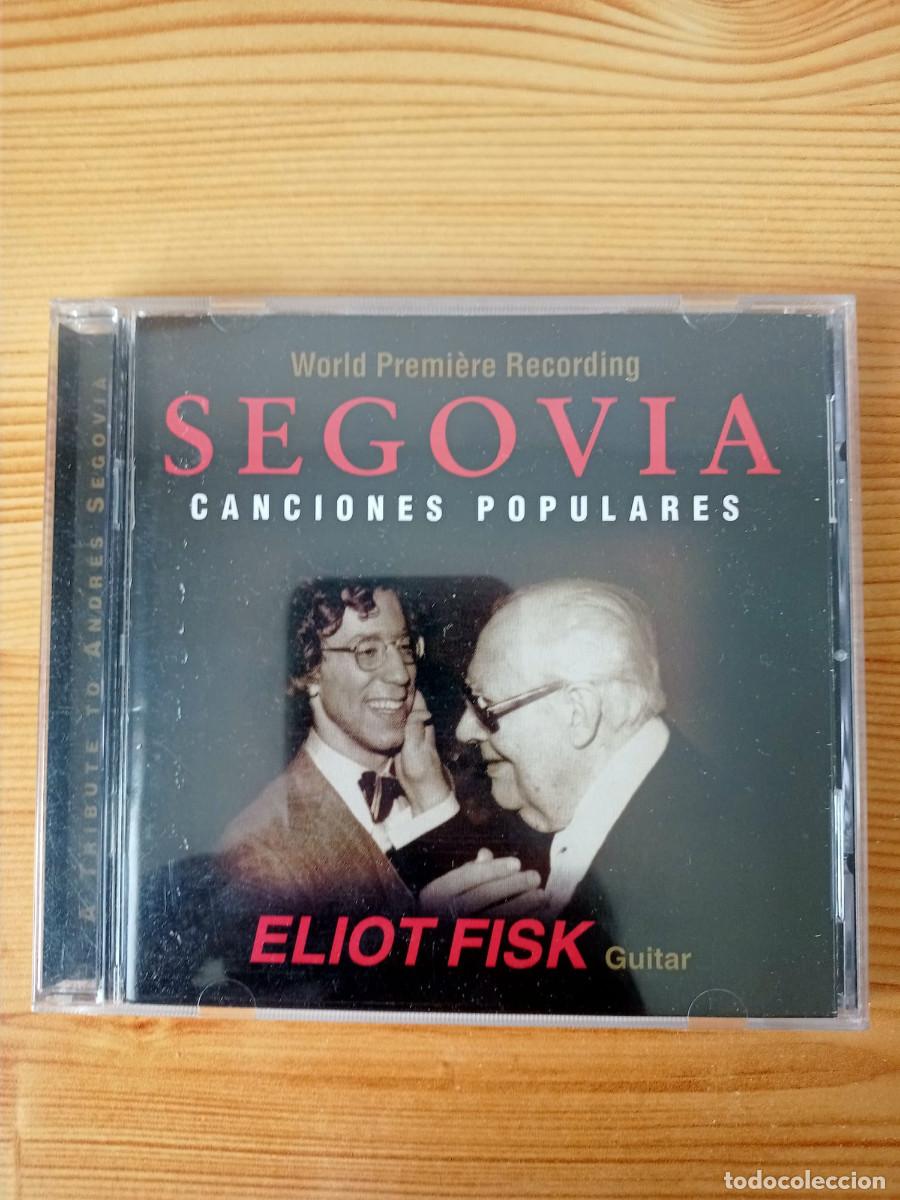 World Première Recording
SEGOVIA
CANCIONES POPULARES
ELIOT FISK Guitar
A TRIBUTE TO ANDRES SEGOVIA
todocoleccion